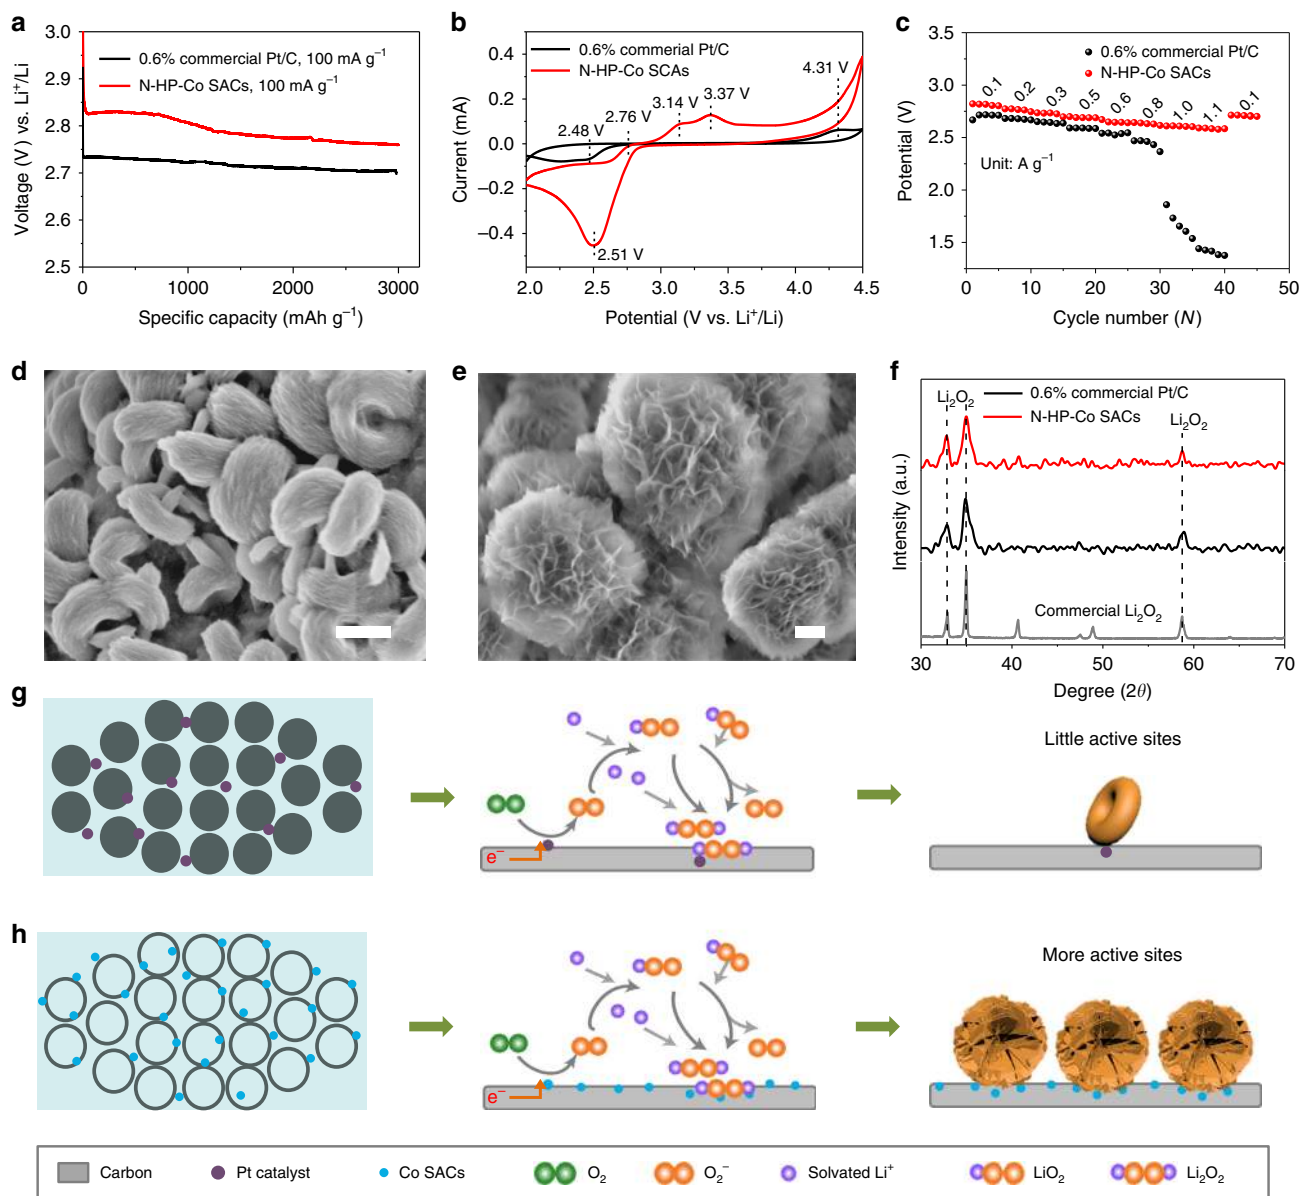 a
3.0
2.9
2.8
2.7
2.6
2.5
Voltage (V) vs. Li⁺/Li
0.6% commercial Pt/C, 100 mA g⁻¹
N-HP-Co SACs, 100 mA g⁻¹
0 1000 2000 3000
Specific capacity (mAh g⁻¹)
b
0.4
0.2
0.0
−0.2
−0.4
Current (mA)
0.6% commerial Pt/C
N-HP-Co SCAs
4.31 V
3.37 V
3.14 V
2.76 V
2.48 V
2.51 V
2.0 2.5 3.0 3.5 4.0 4.5
Potential (V vs. Li⁺/Li)
c
3.5
3.0
2.5
2.0
1.5
Potential (V)
0.6% commercial Pt/C
N-HP-Co SACs
0.1 0.2 0.3 0.5 0.6 0.8 1.0 1.1 0.1
Unit: A g⁻¹
0 10 20 30 40 50
Cycle number (N)
d
e
f
Intensity (a.u.)
0.6% commercial Pt/C
N-HP-Co SACs
Li₂O₂
Li₂O₂
Commercial Li₂O₂
30 40 50 60 70
Degree (2θ)
g
e⁻
Little active sites
h
e⁻
More active sites
Carbon Pt catalyst Co SACs O₂ O₂⁻ Solvated Li⁺ LiO₂ Li₂O₂